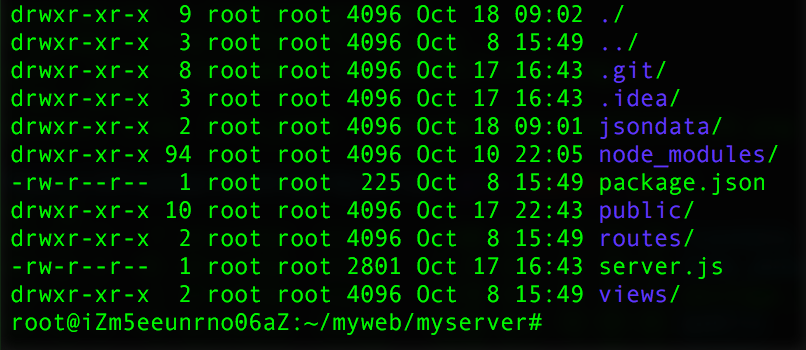 drwxr-xr-x  9 root root 4096 Oct 18 09:02 ./
drwxr-xr-x  3 root root 4096 Oct  8 15:49 ../
drwxr-xr-x  8 root root 4096 Oct 17 16:43 .git/
drwxr-xr-x  3 root root 4096 Oct 17 16:43 .idea/
drwxr-xr-x  2 root root 4096 Oct 18 09:01 jsondata/
drwxr-xr-x 94 root root 4096 Oct 10 22:05 node_modules/
-rw-r--r--  1 root root  225 Oct  8 15:49 package.json
drwxr-xr-x 10 root root 4096 Oct 17 22:43 public/
drwxr-xr-x  2 root root 4096 Oct  8 15:49 routes/
-rw-r--r--  1 root root 2801 Oct 17 16:43 server.js
drwxr-xr-x  2 root root 4096 Oct  8 15:49 views/
root@iZm5eeunrno06aZ:~/myweb/myserver#